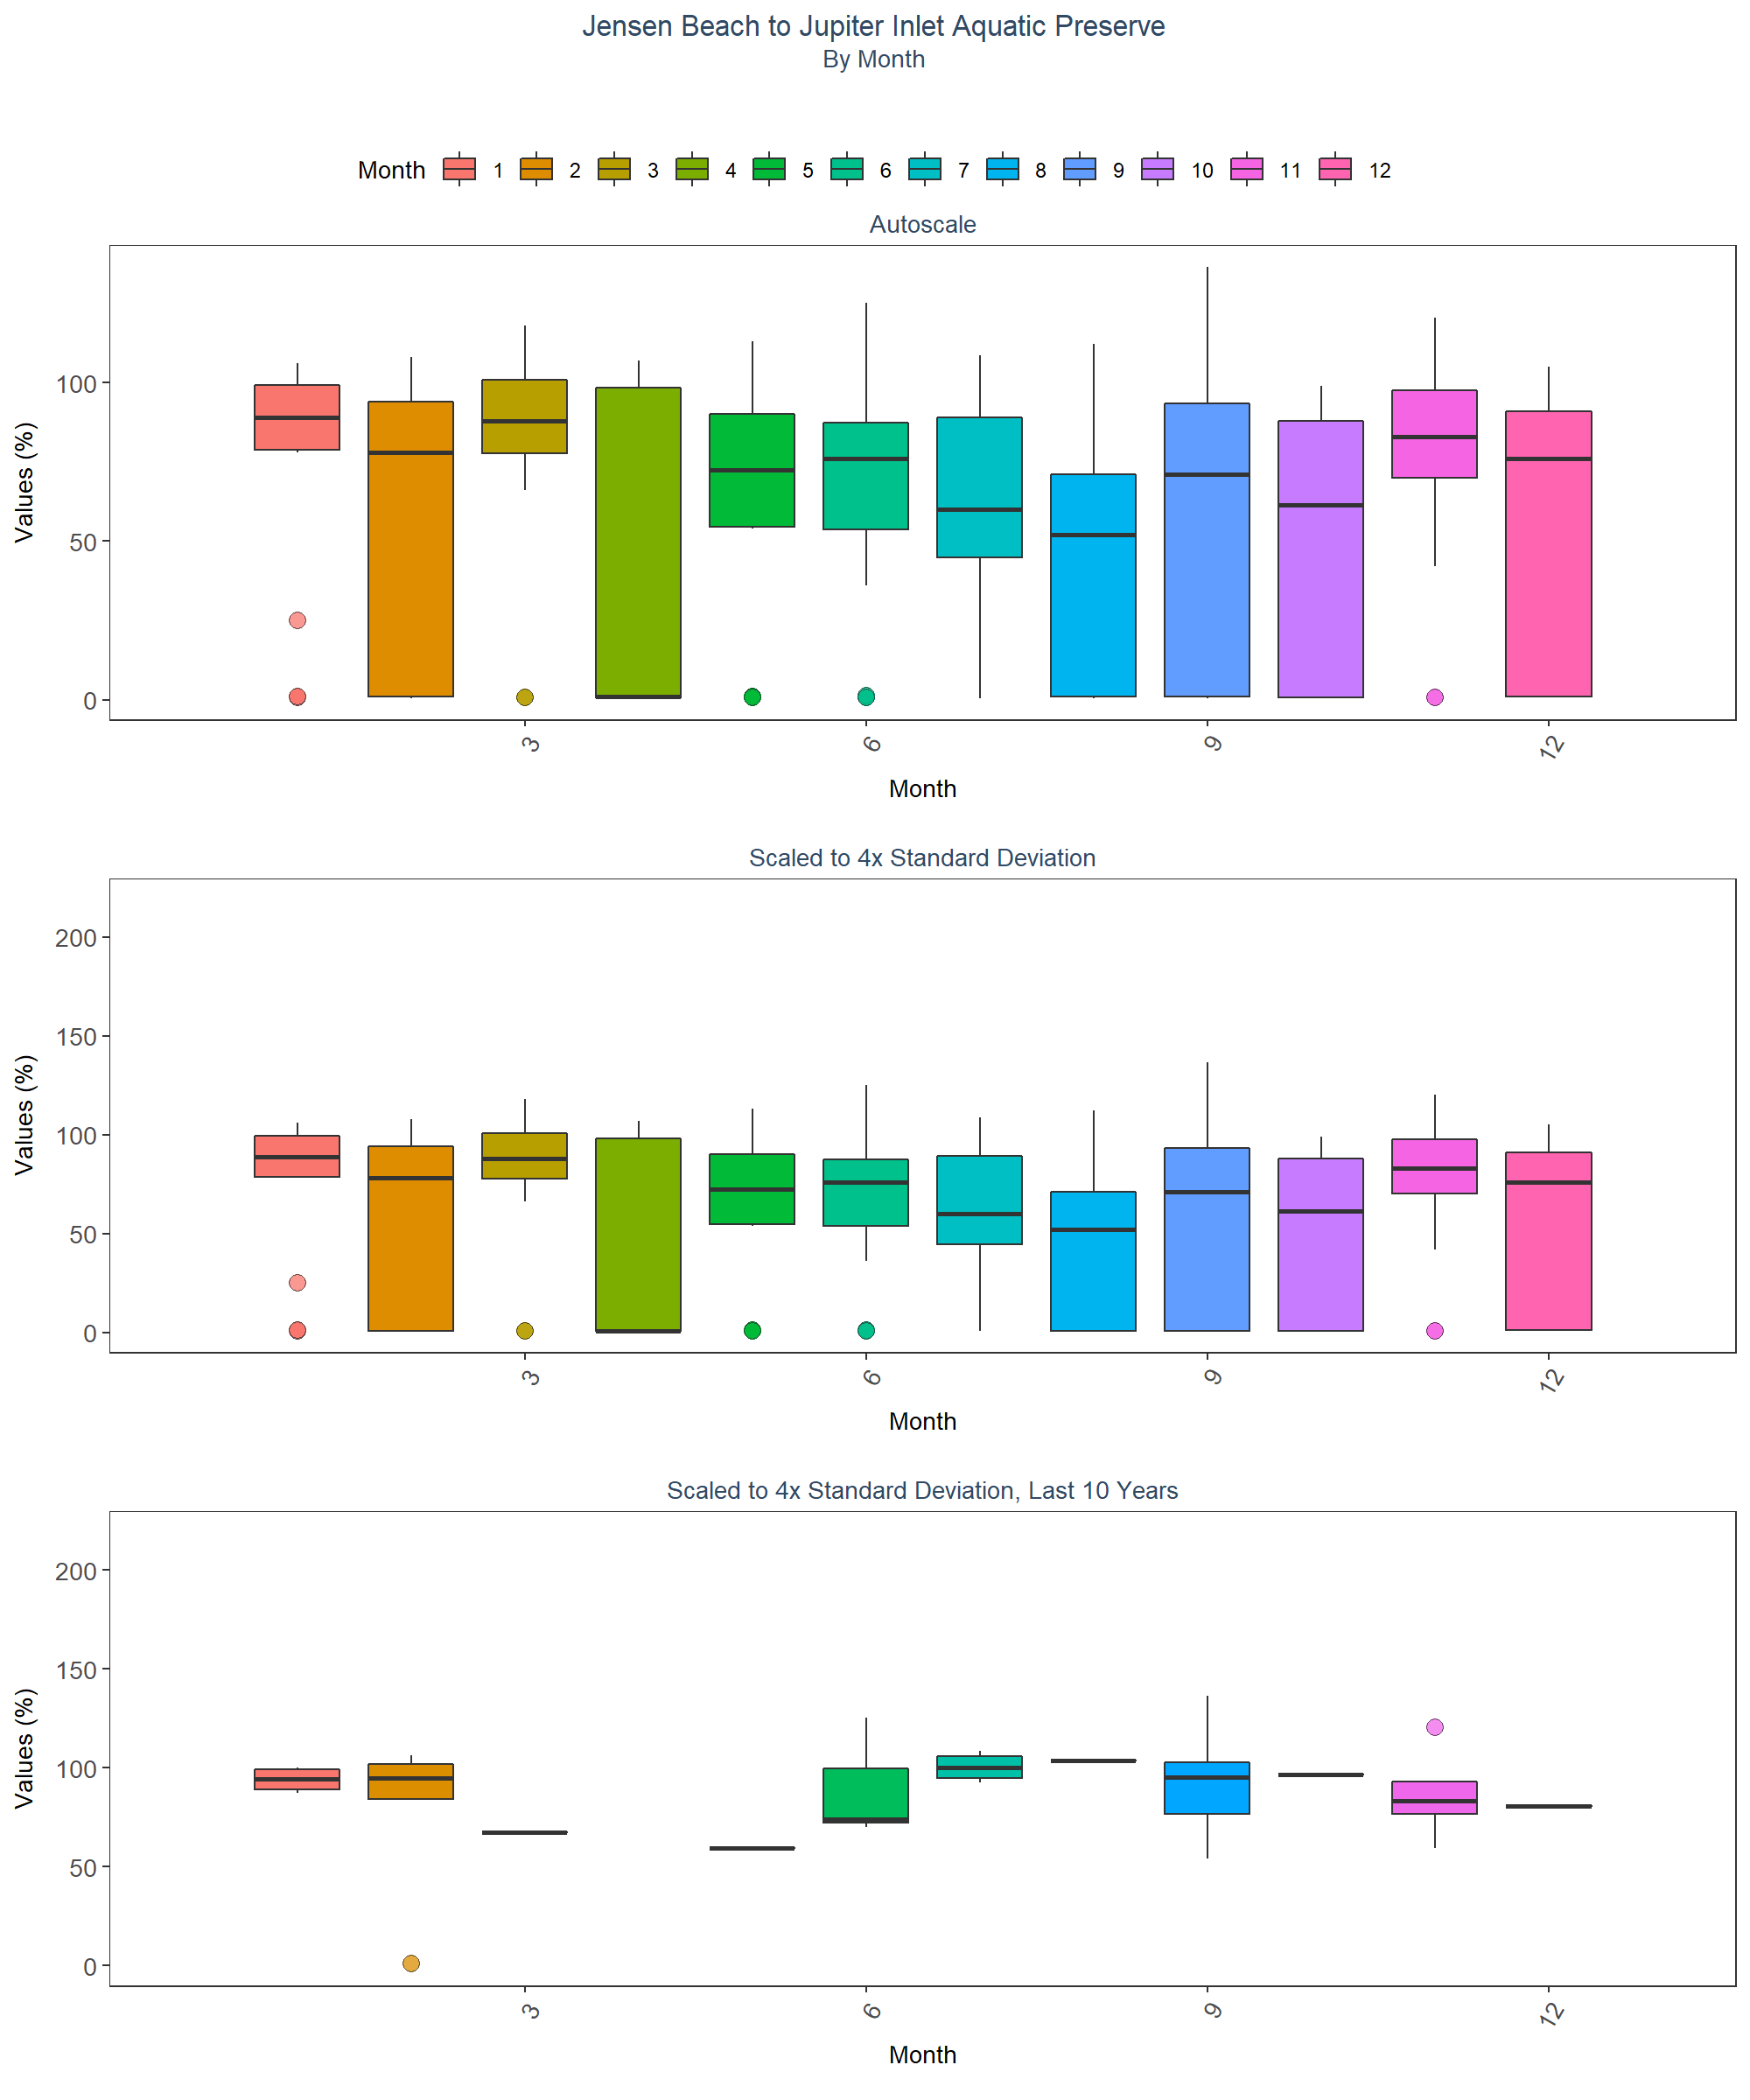 Jensen Beach to Jupiter Inlet Aquatic Preserve
By Month
Month 1 2 3 4 5 6 7 8 9 10 11 12
Autoscale
Values (%)
100
50
0
3 6 9 12
Month
Scaled to 4x Standard Deviation
Values (%)
200
150
100
50
0
3 6 9 12
Month
Scaled to 4x Standard Deviation, Last 10 Years
Values (%)
200
150
100
50
0
3 6 9 12
Month